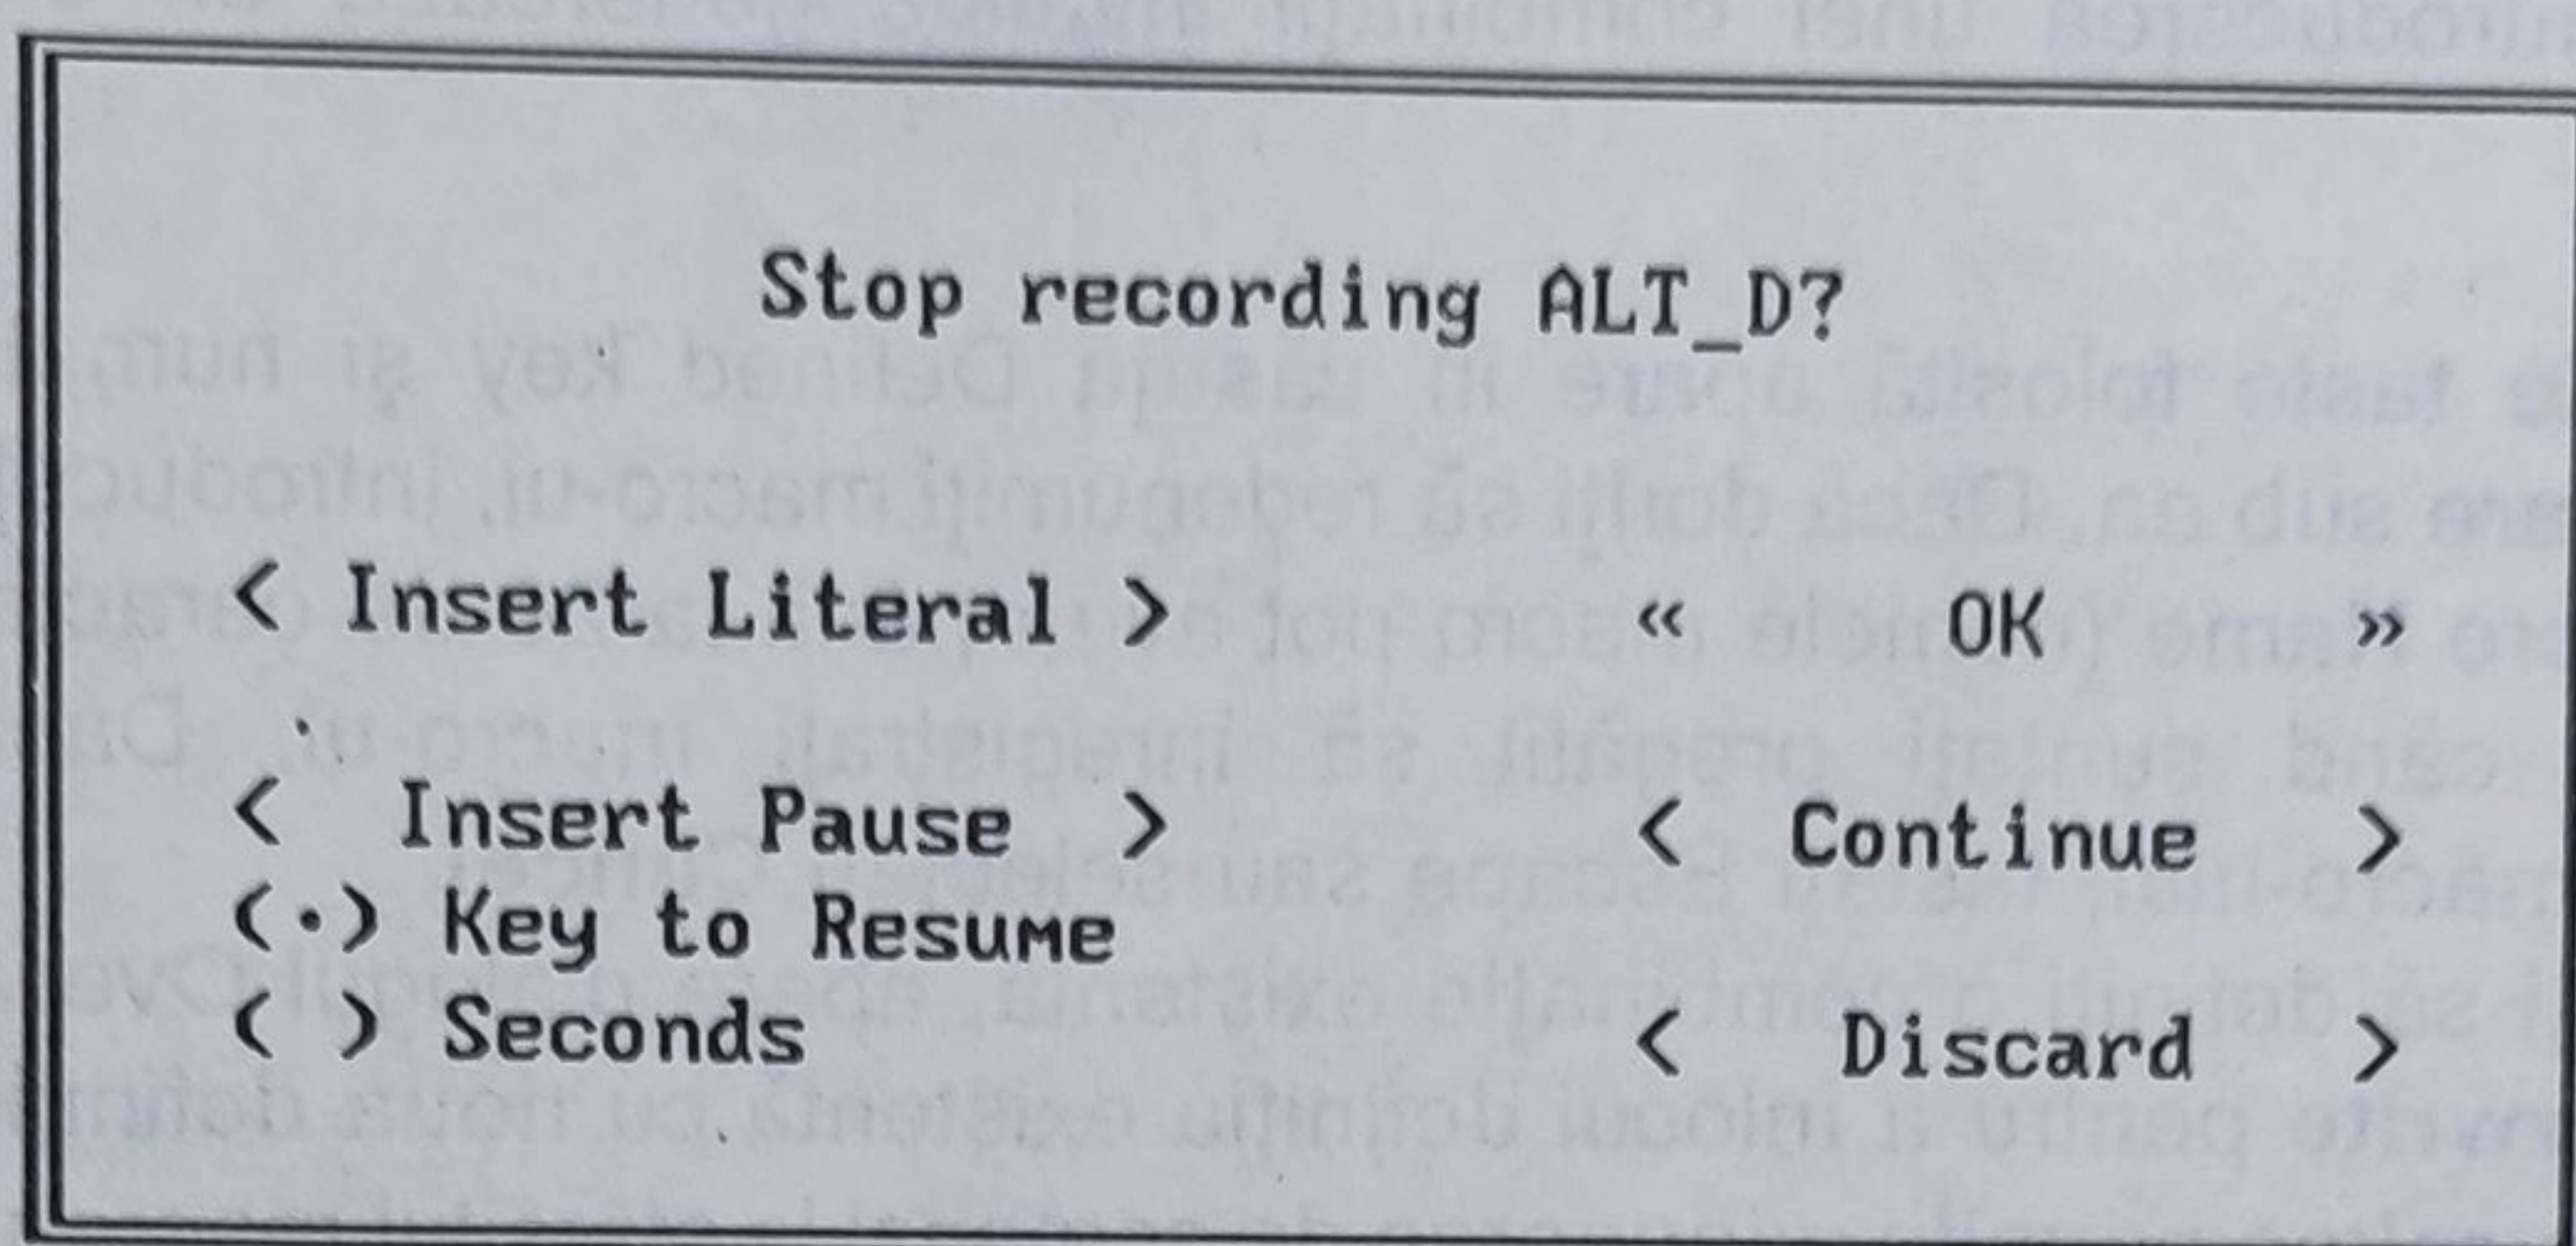 Stop recording ALT_D?
< Insert Literal > « OK »
< Insert Pause > < Continue >
(·) Key to Resume
( ) Seconds < Discard >